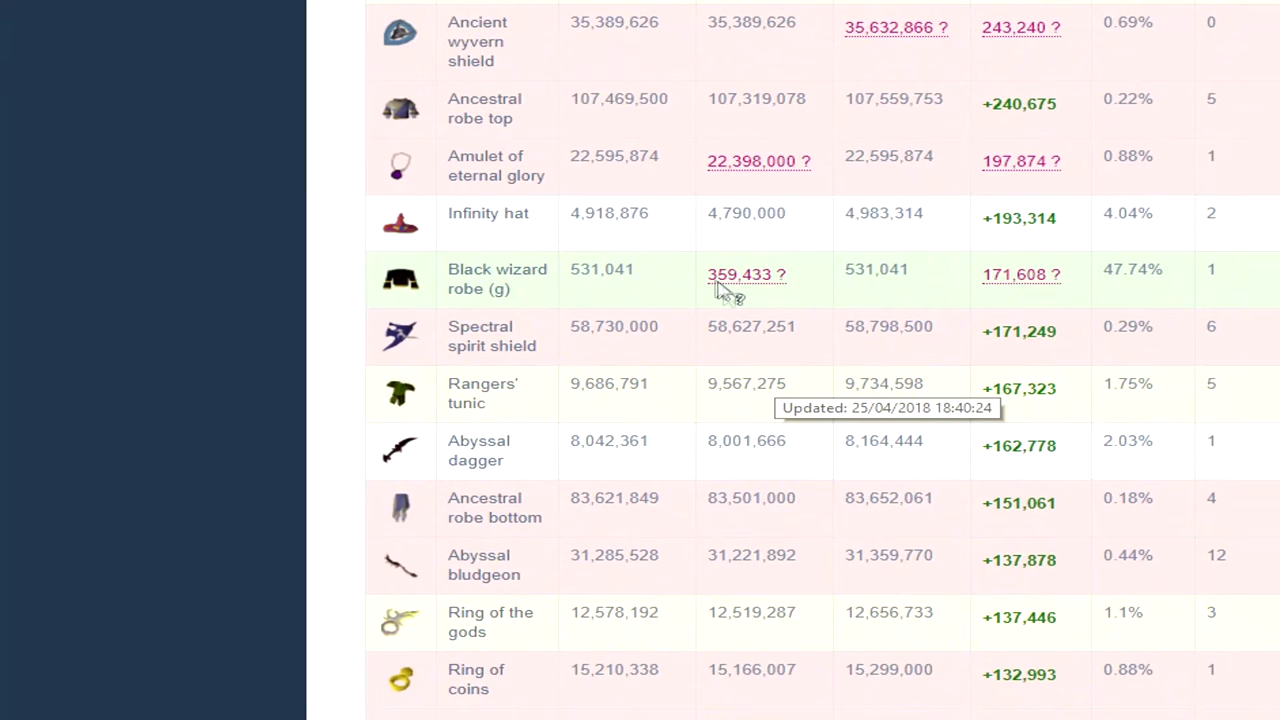 Ancient wyvern shield 35,389,626 35,389,626 35,632,866 ? 243,240 ? 0.69% 0
Ancestral robe top 107,469,500 107,319,078 107,559,753 +240,675 0.22% 5
Amulet of eternal glory 22,595,874 22,398,000 ? 22,595,874 197,874 ? 0.88% 1
Infinity hat 4,918,876 4,790,000 4,983,314 +193,314 4.04% 2
Black wizard robe (g) 531,041 359,433 ? 531,041 171,608 ? 47.74% 1
Spectral spirit shield 58,730,000 58,627,251 58,798,500 +171,249 0.29% 6
Rangers' tunic 9,686,791 9,567,275 9,734,598 +167,323 1.75% 5
Updated: 25/04/2018 18:40:24
Abyssal dagger 8,042,361 8,001,666 8,164,444 +162,778 2.03% 1
Ancestral robe bottom 83,621,849 83,501,000 83,652,061 +151,061 0.18% 4
Abyssal bludgeon 31,285,528 31,221,892 31,359,770 +137,878 0.44% 12
Ring of the gods 12,578,192 12,519,287 12,656,733 +137,446 1.1% 3
Ring of coins 15,210,338 15,166,007 15,299,000 +132,993 0.88% 1